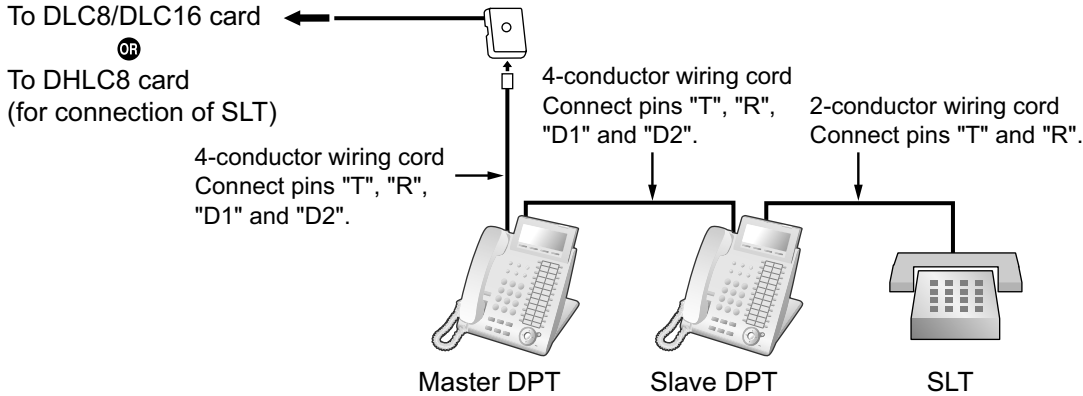 To DLC8/DLC16 card
OR
To DHLC8 card
(for connection of SLT)
4-conductor wiring cord
Connect pins "T", "R",
"D1" and "D2".
4-conductor wiring cord
Connect pins "T", "R",
"D1" and "D2".
2-conductor wiring cord
Connect pins "T" and "R".
Master DPT
Slave DPT
SLT